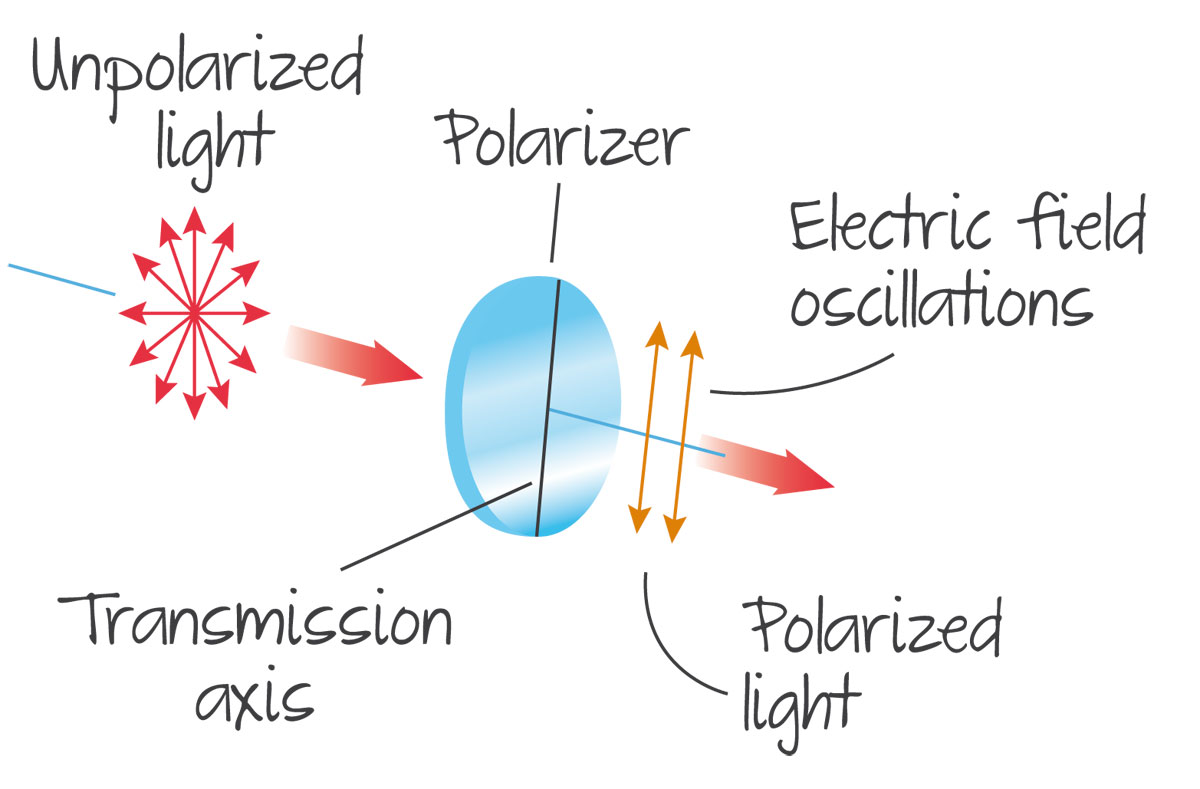 Unpolarized
light
Polarizer
Electric field
oscillations
Transmission
axis
Polarized
light